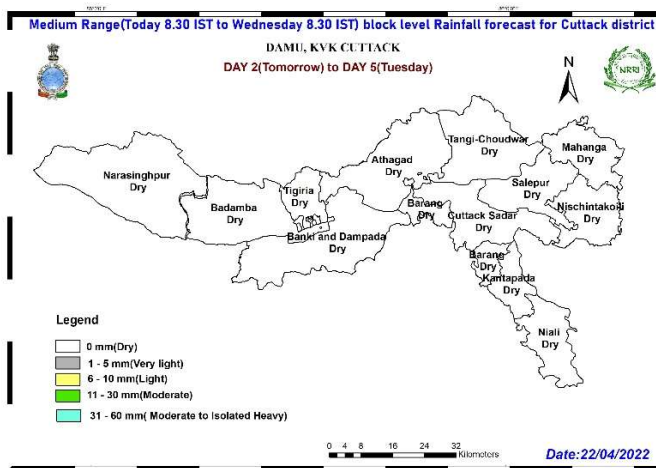 Medium Range(Today 8.30 IST to Wednesday 8.30 IST) block level Rainfall forecast for Cuttack district
DAMU, KVK CUTTACK
DAY 2(Tomorrow) to DAY 5(Tuesday)
N
NRRI
Narasinghpur
Dry
Badamba
Dry
Tigiria
Dry
Banki and Dampada
Dry
Athagad
Dry
Tangi-Choudwar
Dry
Mahanga
Dry
Salepur
Dry
Nischintakoili
Dry
Barang
Dry
Cuttack Sadar
Dry
Barang
Dry
Kantapada
Dry
Niali
Dry
Legend
0 mm(Dry)
1 - 5 mm(Very light)
6 - 10 mm(Light)
11 - 30 mm(Moderate)
31 - 60 mm( Moderate to Isolated Heavy)
0 4 8 16 24 32
Kilometers
Date:22/04/2022